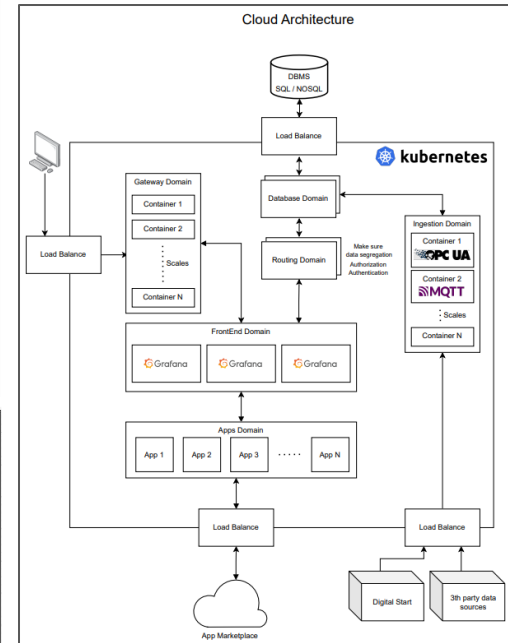 Cloud Architecture
DBMS
SQL / NOSQL
Load Balance
kubernetes
Gateway Domain
Container 1
Container 2
Scales
Container N
Load Balance
Database Domain
Routing Domain
Make sure
data segregation
Authorization
Authentication
Ingestion Domain
Container 1
OPC UA
Container 2
MQTT
Scales
Container N
FrontEnd Domain
Grafana
Grafana
Grafana
Apps Domain
App 1
App 2
App 3
.....
App N
Load Balance
Load Balance
App Marketplace
Digital Start
3th party data
sources